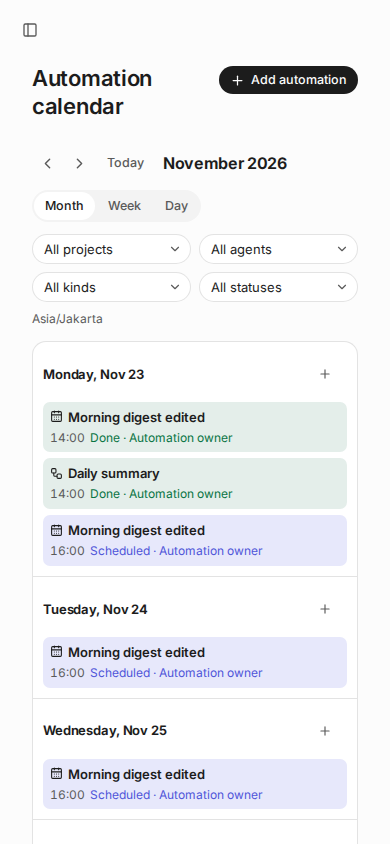 Automation
calendar
Add automation
Today
November 2026
Month
Week
Day
All projects
All agents
All kinds
All statuses
Asia/Jakarta
Monday, Nov 23
Morning digest edited
14:00 Done · Automation owner
Daily summary
14:00 Done · Automation owner
Morning digest edited
16:00 Scheduled · Automation owner
Tuesday, Nov 24
Morning digest edited
16:00 Scheduled · Automation owner
Wednesday, Nov 25
Morning digest edited
16:00 Scheduled · Automation owner